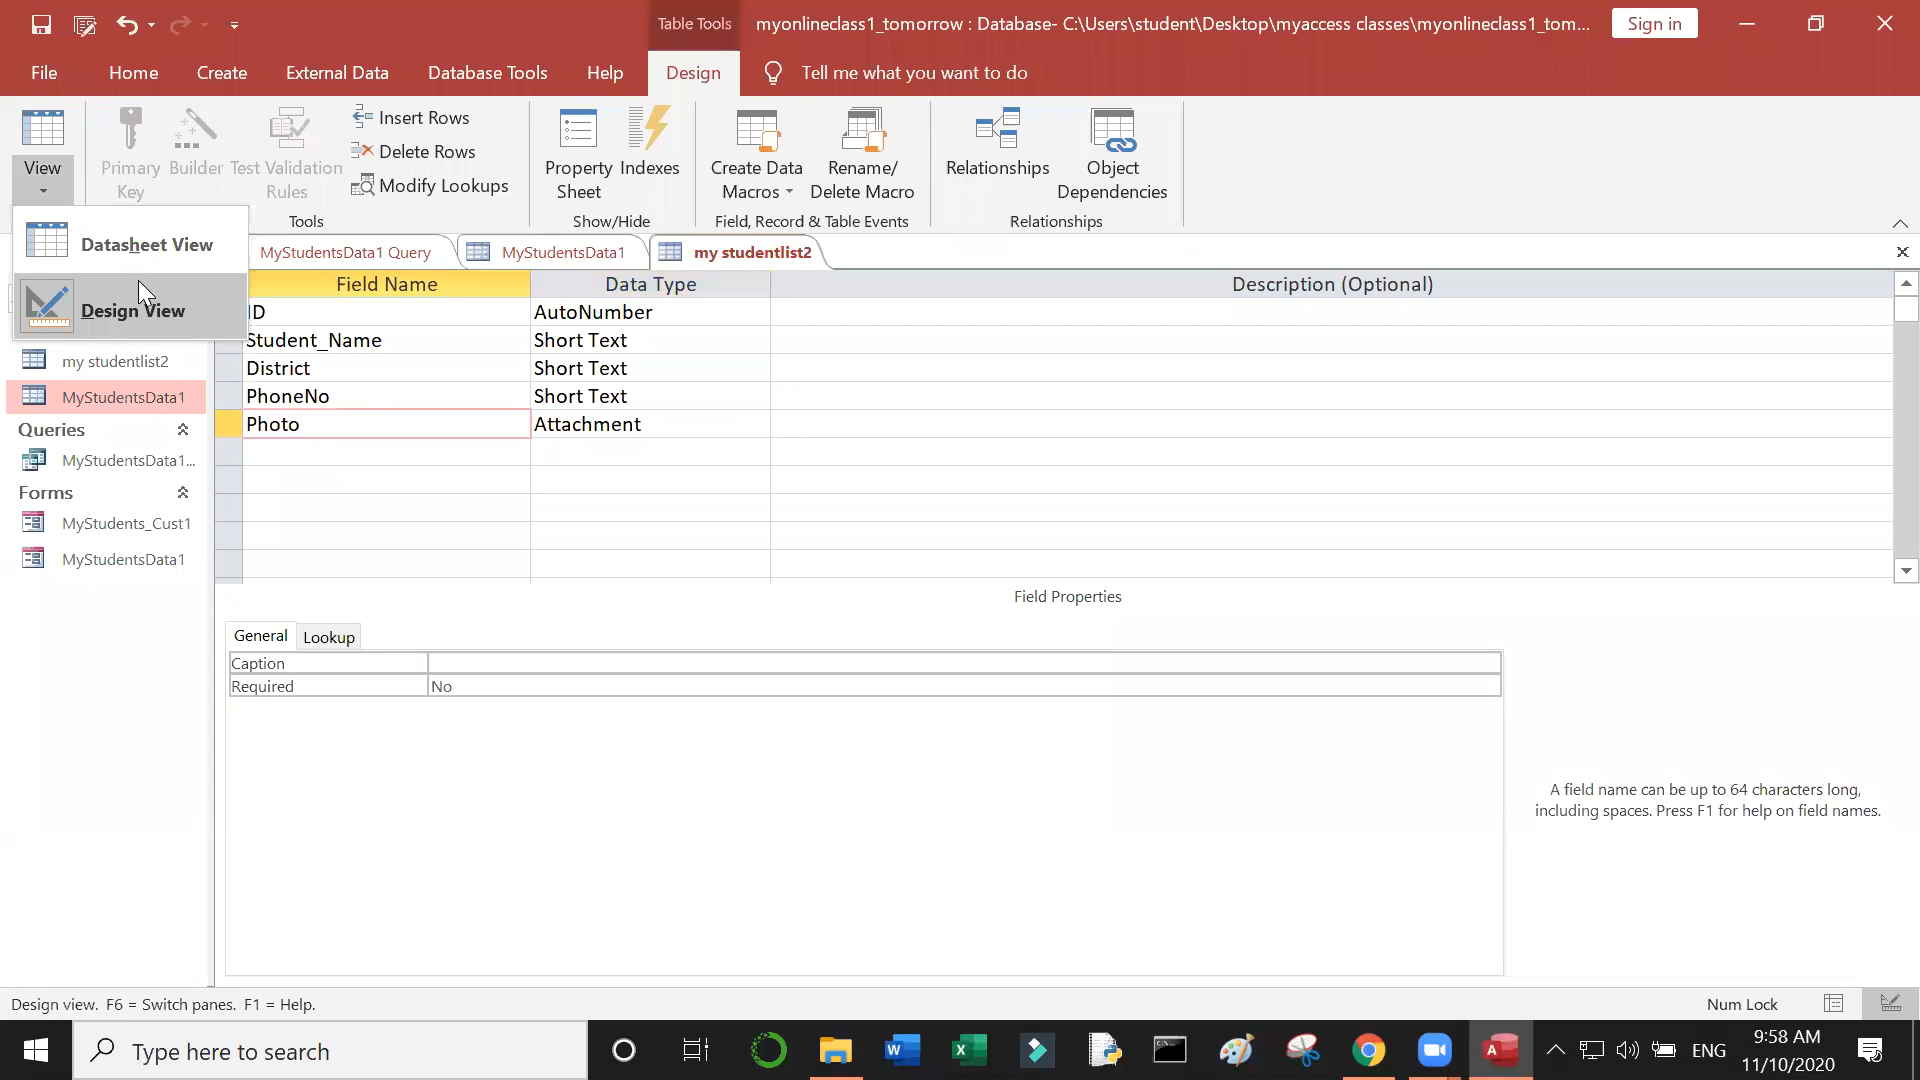 Table Tools
myonlineclass1_tomorrow : Database- C:\Users\student\Desktop\myaccess classes\myonlineclass1_tom...
Sign in
File
Home
Create
External Data
Database Tools
Help
Design
Tell me what you want to do
View
Primary Key
Builder
Test Validation Rules
Insert Rows
Delete Rows
Modify Lookups
Property Sheet
Indexes
Create Data Macros
Rename/ Delete Macro
Relationships
Object Dependencies
Tools
Show/Hide
Field, Record & Table Events
Relationships
Datasheet View
Design View
MyStudentsData1 Query
MyStudentsData1
my studentlist2
Field Name
Data Type
Description (Optional)
ID
AutoNumber
Student_Name
Short Text
District
Short Text
PhoneNo
Short Text
Photo
Attachment
my studentlist2
MyStudentsData1
Queries
MyStudentsData1...
Forms
MyStudents_Cust1
MyStudentsData1
Field Properties
General
Lookup
Caption
Required
No
A field name can be up to 64 characters long,
including spaces. Press F1 for help on field names.
Design view. F6 = Switch panes. F1 = Help.
Num Lock
Type here to search
ENG
9:58 AM
11/10/2020